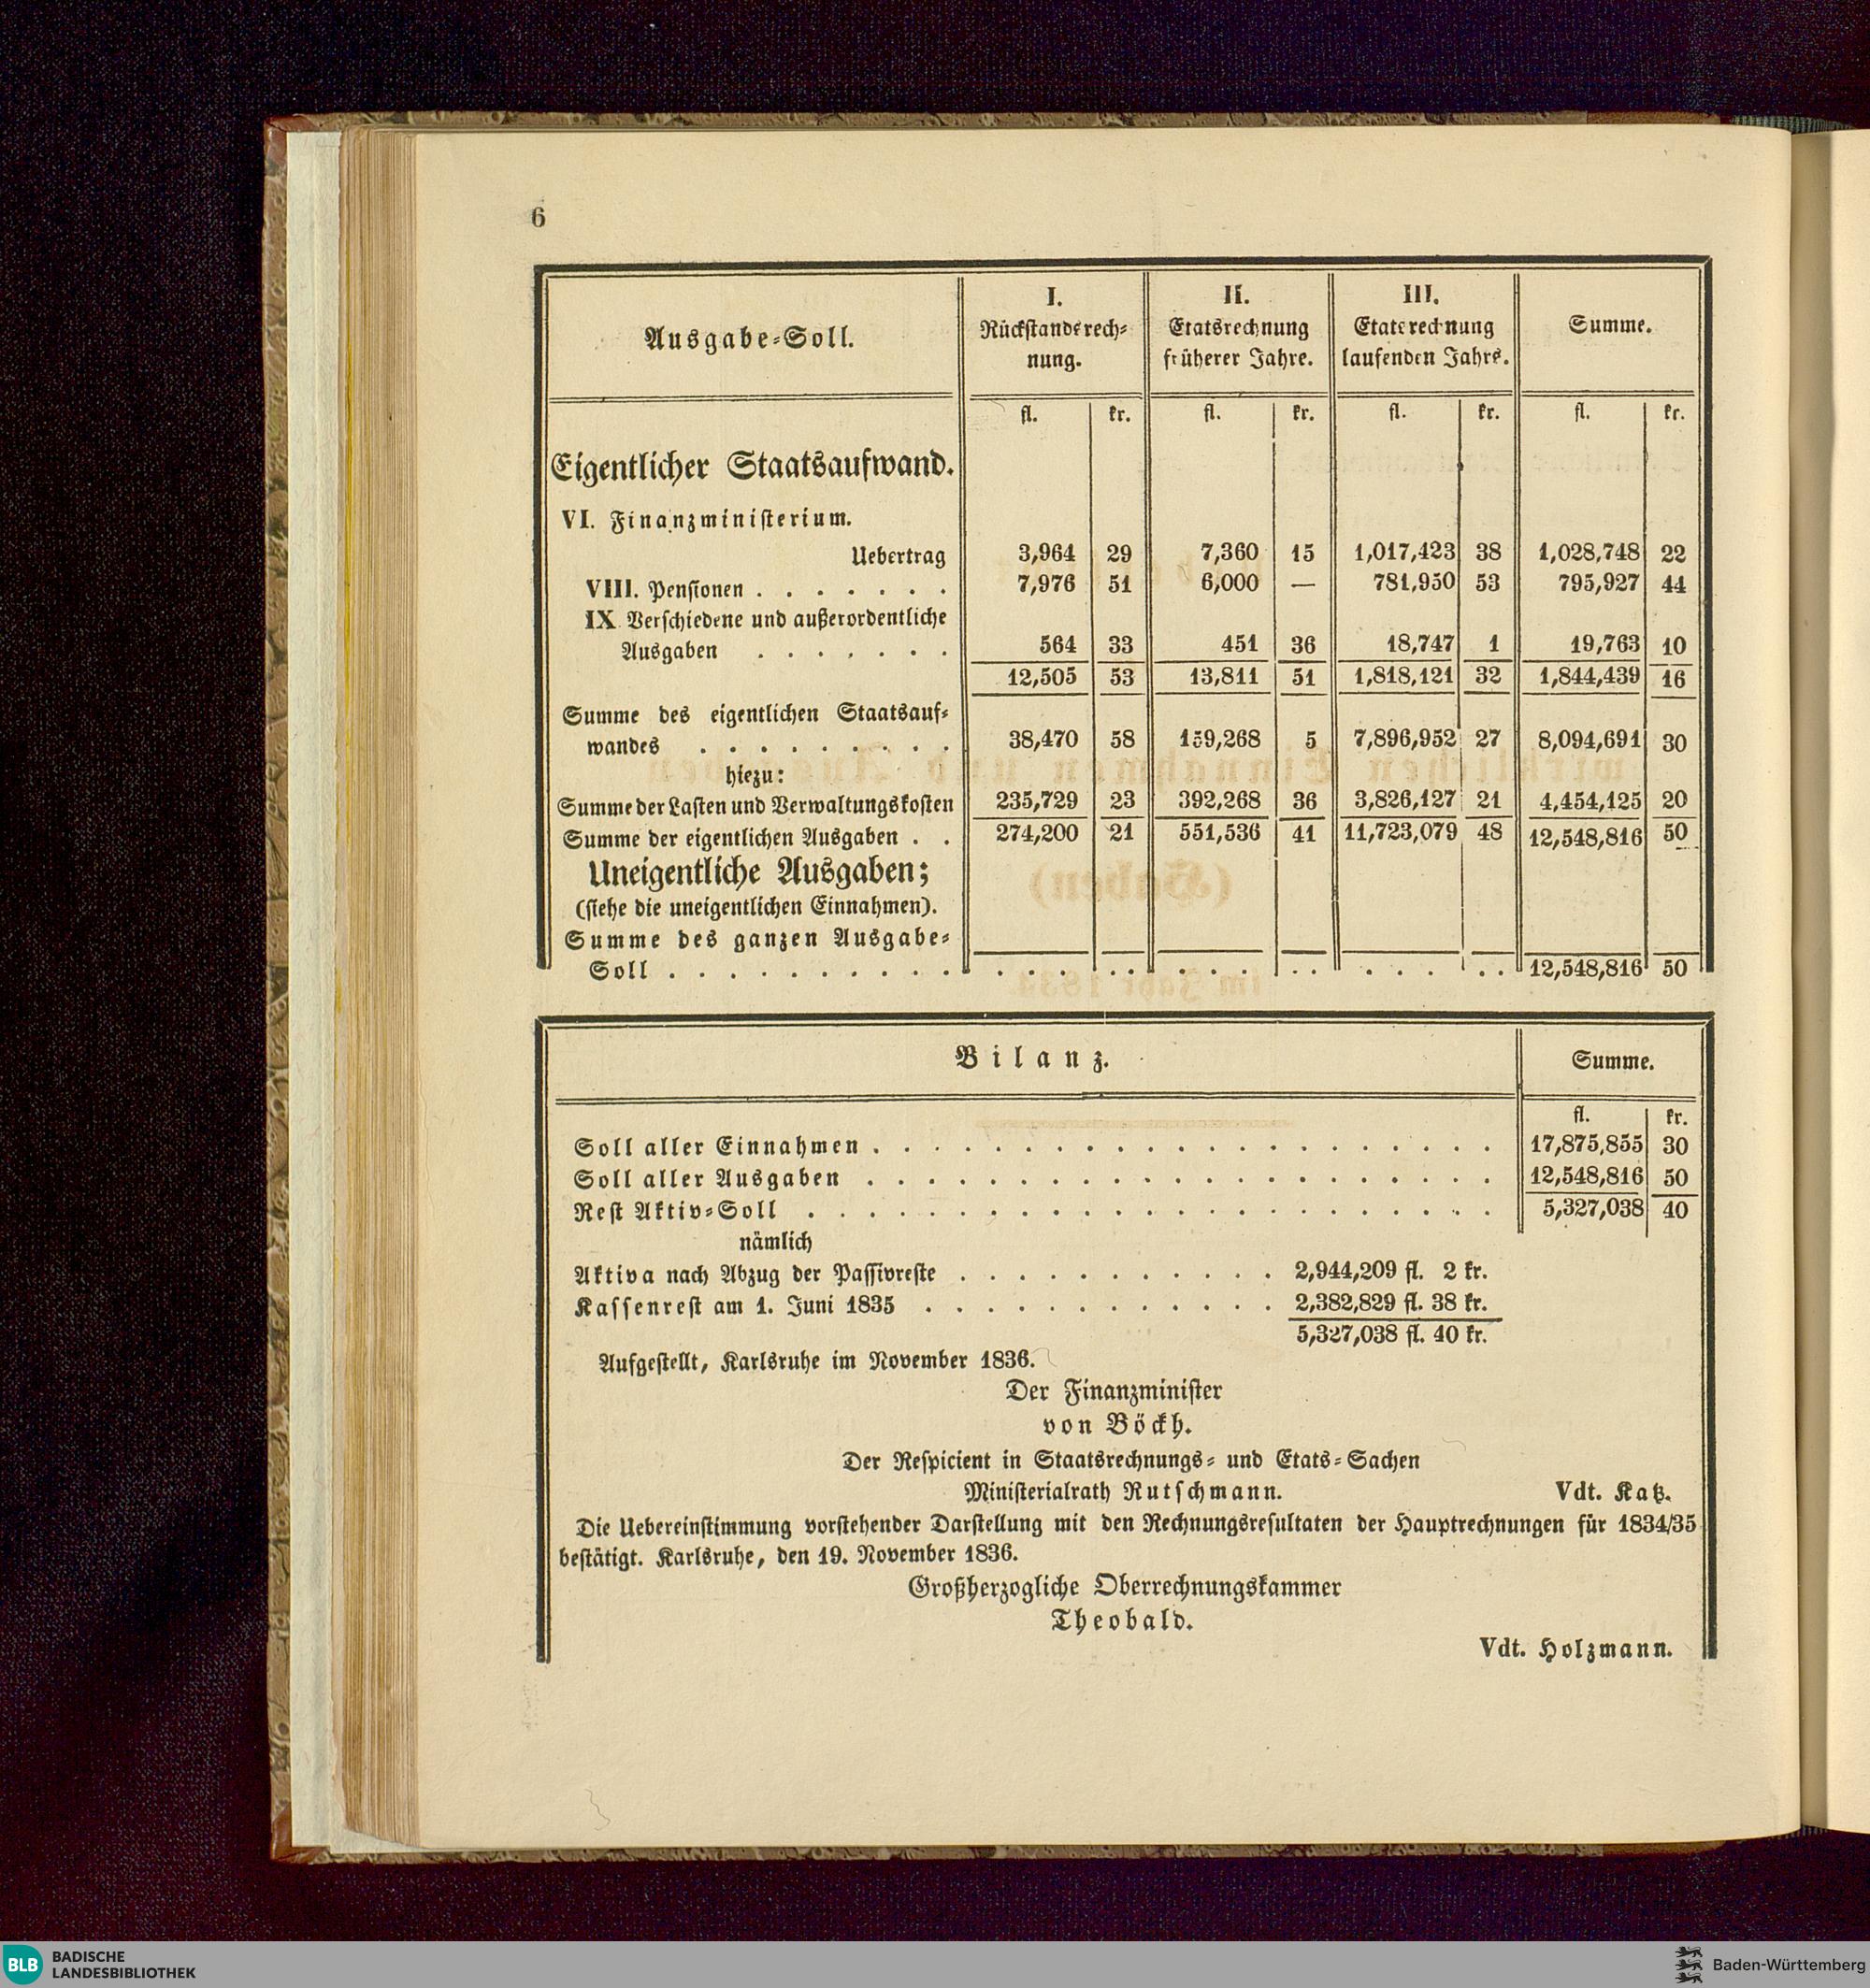 6
Ausgabe-Soll.
I.
Rückstandsrech-
nung.
II.
Etatsrechnung
früherer Jahre.
III.
Etatsrechnung
laufenden Jahrs.
Summe.
fl. kr. fl. kr. fl. kr. fl. kr.
Eigentlicher Staatsaufwand.
VI. Finanzministerium.
Uebertrag 3,964 29 7,360 15 1,017,423 38 1,028,748 22
VIII. Pensionen . . . . . . . 7,976 51 6,000 — 781,950 53 795,927 44
IX Verschiedene und außerordentliche
Ausgaben . . . . . . . 564 33 451 36 18,747 1 19,763 10
12,505 53 13,811 51 1,818,121 32 1,844,439 16
Summe des eigentlichen Staatsauf-
wandes . . . . . . . . . 38,470 58 159,268 5 7,896,952 27 8,094,691 30
hiezu:
Summe der Lasten und Verwaltungskosten 235,729 23 392,268 36 3,826,127 21 4,454,125 20
Summe der eigentlichen Ausgaben . . 274,200 21 551,536 41 11,723,079 48 12,548,816 50
Uneigentliche Ausgaben;
(siehe die uneigentlichen Einnahmen).
Summe des ganzen Ausgabe-
Soll . . . . . . . . . . 12,548,816 50
Bilanz.
Summe.
fl. kr.
Soll aller Einnahmen . . . . . . . . . . 17,875,855 30
Soll aller Ausgaben . . . . . . . . . . 12,548,816 50
Rest Aktiv-Soll . . . . . . . . . . 5,327,038 40
nämlich
Aktiva nach Abzug der Passivreste . . . . . . . . . . . 2,944,209 fl. 2 kr.
Kassenrest am 1. Juni 1835 . . . . . . . . . . . . 2,382,829 fl. 38 kr.
5,327,038 fl. 40 kr.
Aufgestellt, Karlsruhe im November 1836.
Der Finanzminister
von Böckh.
Der Respicient in Staatsrechnungs- und Etats-Sachen
Ministerialrath Rutschmann. Vdt. Katz.
Die Uebereinstimmung vorstehender Darstellung mit den Rechnungsresultaten der Hauptrechnungen für 1834/35
bestätigt. Karlsruhe, den 19. November 1836.
Großherzogliche Oberrechnungskammer
Theobald.
Vdt. Holzmann.
BLB BADISCHE
LANDESBIBLIOTHEK
Baden-Württemberg